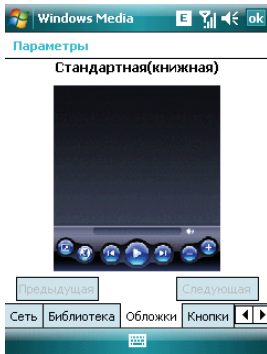 Windows Media E ok
Параметры
Стандартная(книжная)
Предыдущая Следующая
Сеть Библиотека Обложки Кнопки